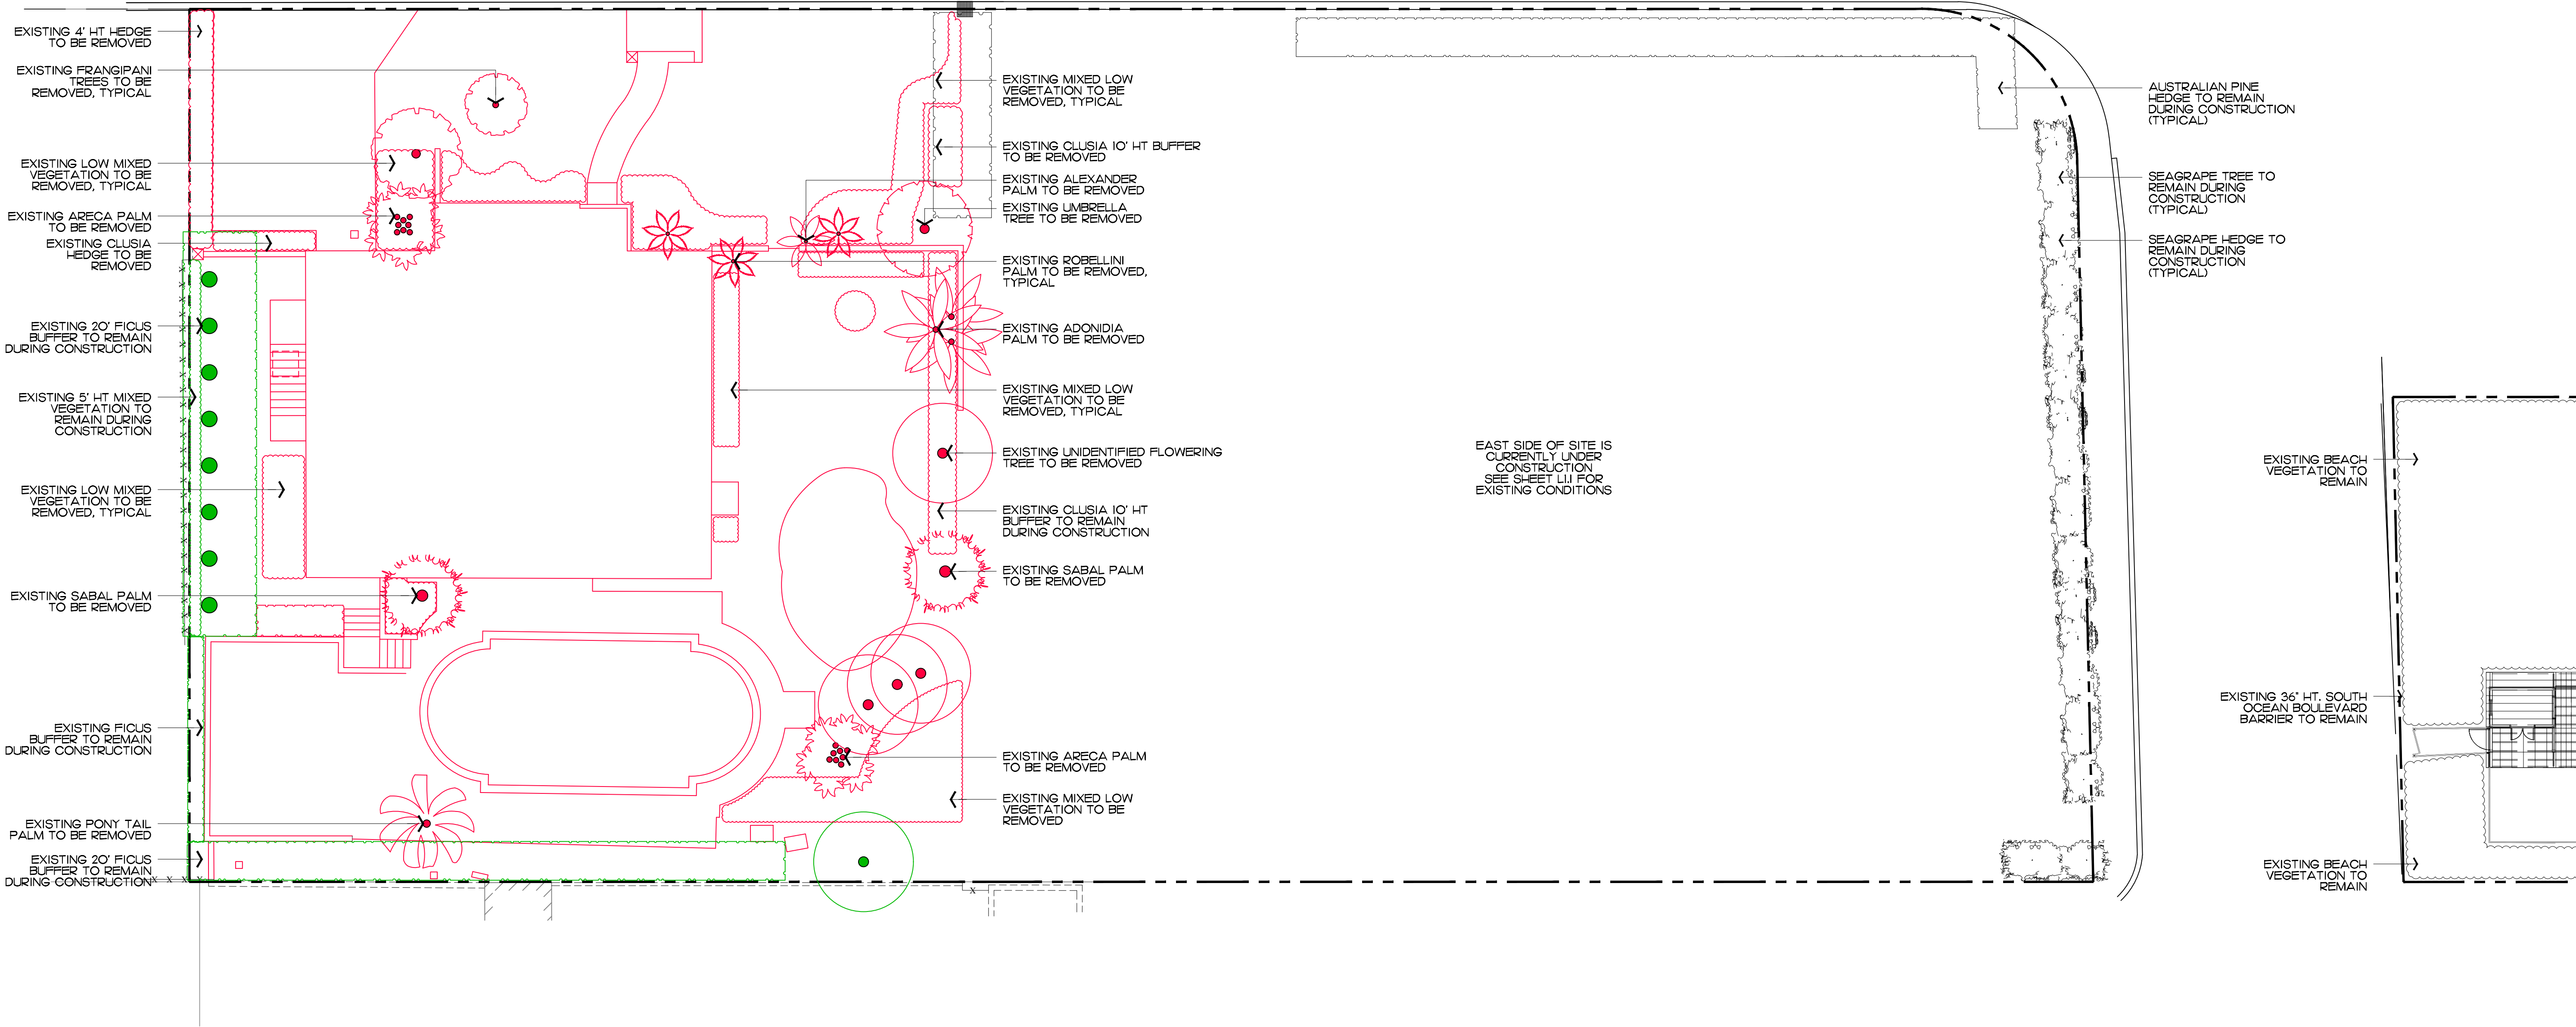 EXISTING 4' HT HEDGE
TO BE REMOVED
EXISTING FRANGIPANI
TREES TO BE
REMOVED, TYPICAL
EXISTING LOW MIXED
VEGETATION TO BE
REMOVED, TYPICAL
EXISTING ARECA PALM
TO BE REMOVED
EXISTING CLUSIA
HEDGE TO BE
REMOVED
EXISTING 20' FICUS
BUFFER TO REMAIN
DURING CONSTRUCTION
EXISTING 5' HT MIXED
VEGETATION TO
REMAIN DURING
CONSTRUCTION
EXISTING LOW MIXED
VEGETATION TO BE
REMOVED, TYPICAL
EXISTING SABAL PALM
TO BE REMOVED
EXISTING FICUS
BUFFER TO REMAIN
DURING CONSTRUCTION
EXISTING PONY TAIL
PALM TO BE REMOVED
EXISTING 20' FICUS
BUFFER TO REMAIN
DURING CONSTRUCTION
EXISTING MIXED LOW
VEGETATION TO BE
REMOVED, TYPICAL
EXISTING CLUSIA 10' HT BUFFER
TO BE REMOVED
EXISTING ALEXANDER
PALM TO BE REMOVED
EXISTING UMBRELLA
TREE TO BE REMOVED
EXISTING ROBELLINI
PALM TO BE REMOVED,
TYPICAL
EXISTING ADONIDIA
PALM TO BE REMOVED
EXISTING MIXED LOW
VEGETATION TO BE
REMOVED, TYPICAL
EXISTING UNIDENTIFIED FLOWERING
TREE TO BE REMOVED
EXISTING CLUSIA 10' HT
BUFFER TO REMAIN
DURING CONSTRUCTION
EXISTING SABAL PALM
TO BE REMOVED
EXISTING ARECA PALM
TO BE REMOVED
EXISTING MIXED LOW
VEGETATION TO BE
REMOVED
EAST SIDE OF SITE IS
CURRENTLY UNDER
CONSTRUCTION
SEE SHEET L1.1 FOR
EXISTING CONDITIONS
AUSTRALIAN PINE
HEDGE TO REMAIN
DURING CONSTRUCTION
(TYPICAL)
SEAGRAPE TREE TO
REMAIN DURING
CONSTRUCTION
(TYPICAL)
SEAGRAPE HEDGE TO
REMAIN DURING
CONSTRUCTION
(TYPICAL)
EXISTING BEACH
VEGETATION TO
REMAIN
EXISTING 36" HT. SOUTH
OCEAN BOULEVARD
BARRIER TO REMAIN
EXISTING BEACH
VEGETATION TO
REMAIN